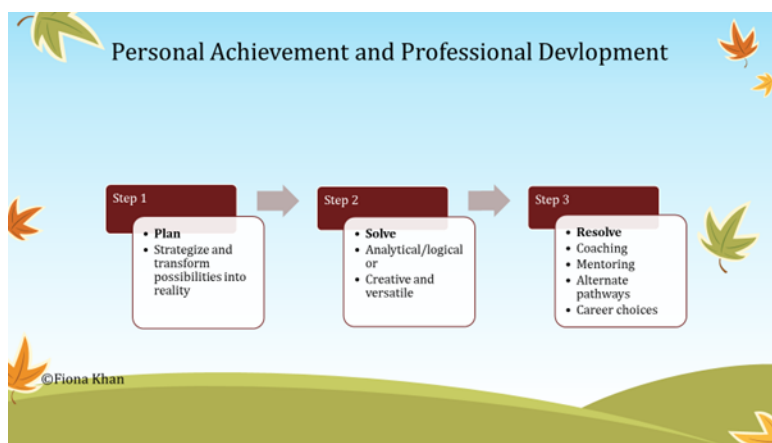 Personal Achievement and Professional Devlopment
Step 1
• Plan
• Strategize and
transform
possibilities into
reality
Step 2
• Solve
• Analytical/logical
or
• Creative and
versatile
Step 3
• Resolve
• Coaching
• Mentoring
• Alternate
pathways
• Career choices
©Fiona Khan